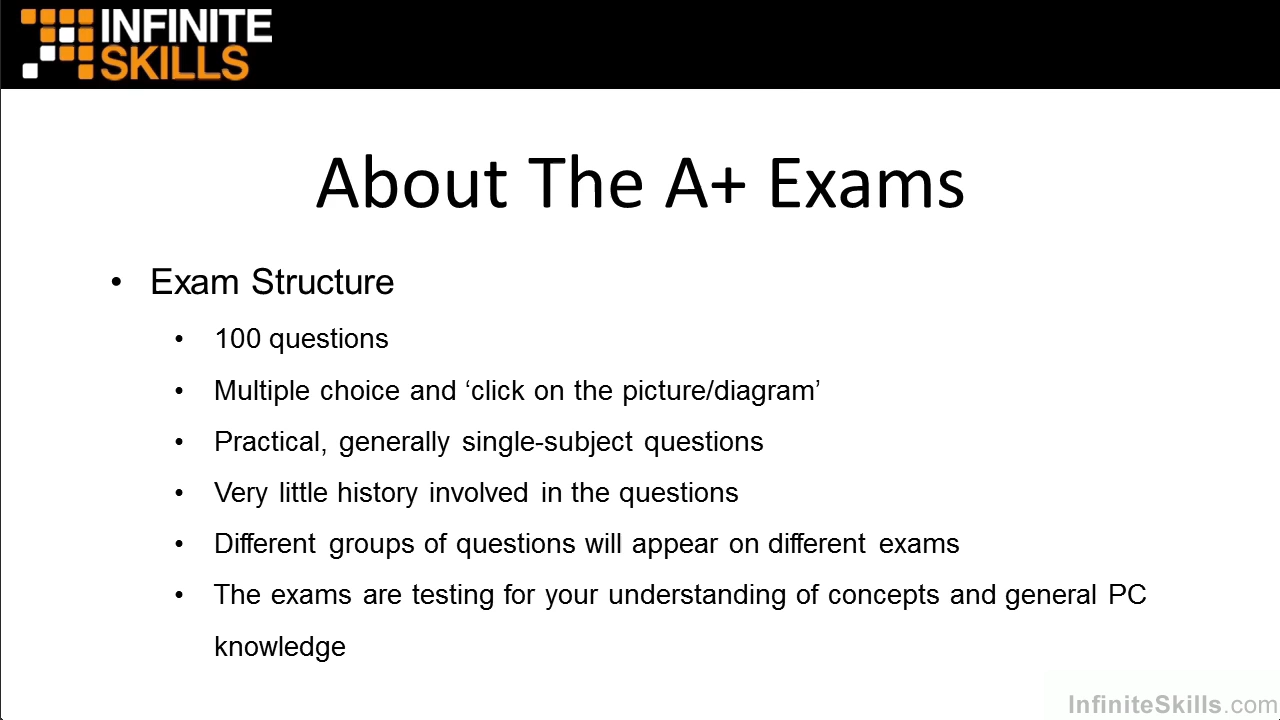 INFINITE
SKILLS
About The A+ Exams
• Exam Structure
• 100 questions
• Multiple choice and ‘click on the picture/diagram’
• Practical, generally single-subject questions
• Very little history involved in the questions
• Different groups of questions will appear on different exams
• The exams are testing for your understanding of concepts and general PC
knowledge
InfiniteSkills.com